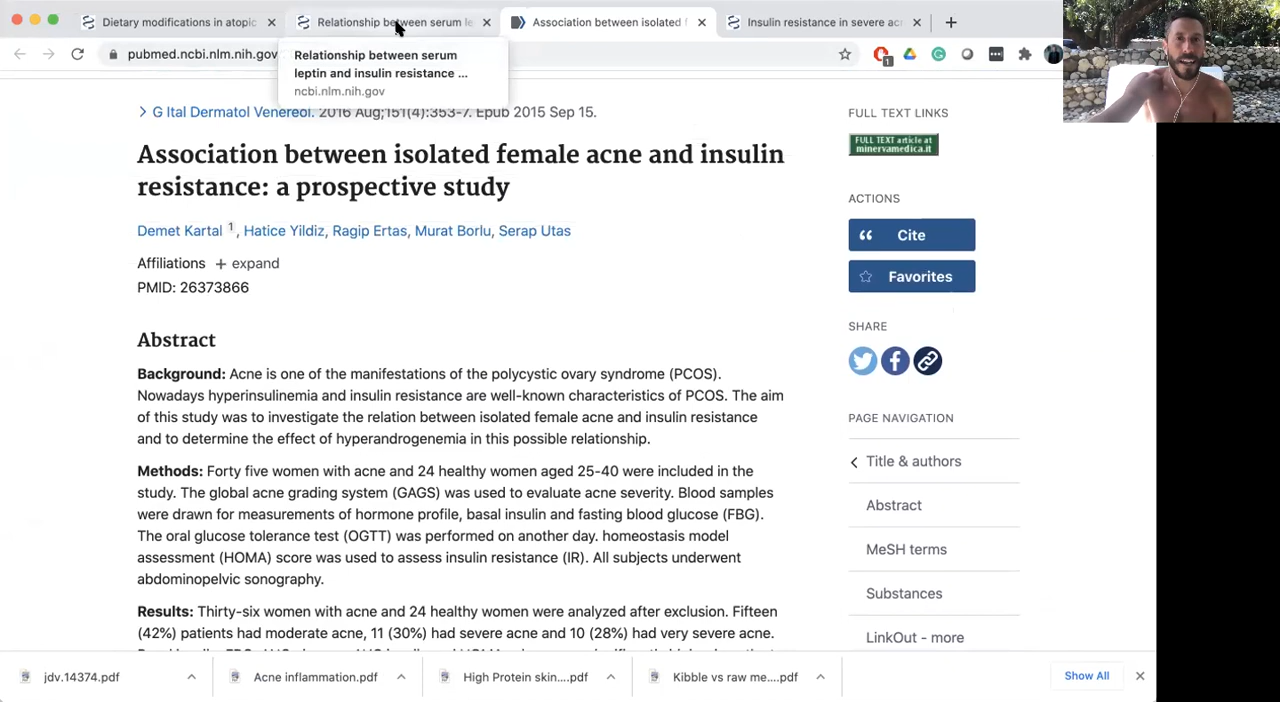 Dietary modifications in atopic
Relationship between serum le
Association between isolated f
Insulin resistance in severe ac
pubmed.ncbi.nlm.nih.gov
1
Relationship between serum
leptin and insulin resistance ...
ncbi.nlm.nih.gov
G Ital Dermatol Venereol. 2016 Aug;151(4):353-7. Epub 2015 Sep 15.
Association between isolated female acne and insulin
resistance: a prospective study
Demet Kartal 1, Hatice Yildiz, Ragip Ertas, Murat Borlu, Serap Utas
Affiliations + expand
PMID: 26373866
Abstract
Background: Acne is one of the manifestations of the polycystic ovary syndrome (PCOS).
Nowadays hyperinsulinemia and insulin resistance are well-known characteristics of PCOS. The aim
of this study was to investigate the relation between isolated female acne and insulin resistance
and to determine the effect of hyperandrogenemia in this possible relationship.
Methods: Forty five women with acne and 24 healthy women aged 25-40 were included in the
study. The global acne grading system (GAGS) was used to evaluate acne severity. Blood samples
were drawn for measurements of hormone profile, basal insulin and fasting blood glucose (FBG).
The oral glucose tolerance test (OGTT) was performed on another day. homeostasis model
assessment (HOMA) score was used to assess insulin resistance (IR). All subjects underwent
abdominopelvic sonography.
Results: Thirty-six women with acne and 24 healthy women were analyzed after exclusion. Fifteen
(42%) patients had moderate acne, 11 (30%) had severe acne and 10 (28%) had very severe acne.
FULL TEXT LINKS
FULL TEXT article at
minervamedica.it
ACTIONS
Cite
Favorites
SHARE
PAGE NAVIGATION
Title & authors
Abstract
MeSH terms
Substances
LinkOut - more
jdv.14374.pdf
Acne inflammation.pdf
High Protein skin....pdf
Kibble vs raw me....pdf
Show All